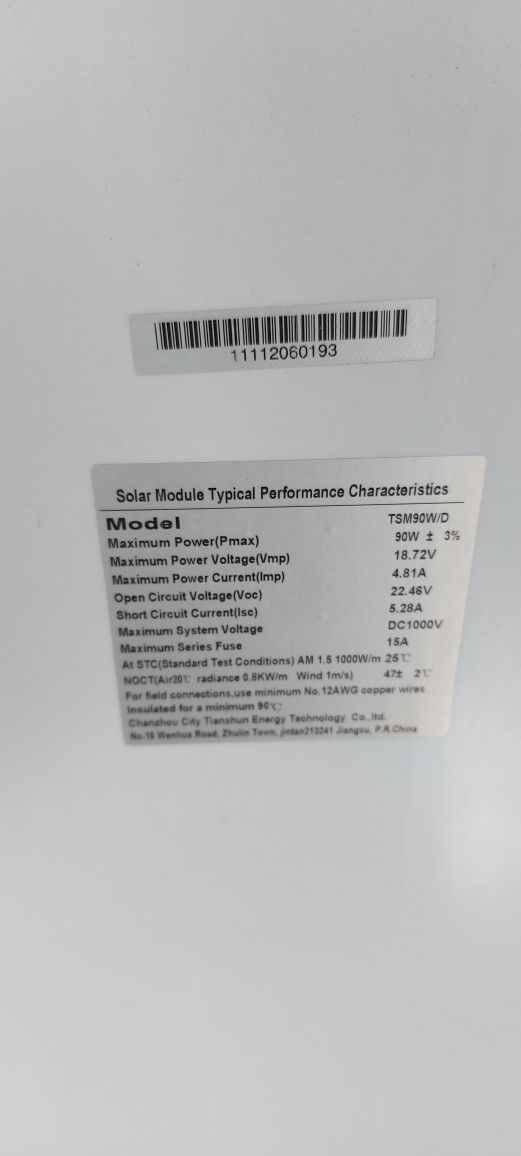 11112060193
Solar Module Typical Performance Characteristics
Model TSM90W/D
Maximum Power(Pmax) 90W ± 3%
Maximum Power Voltage(Vmp) 18.72V
Maximum Power Current(Imp) 4.81A
Open Circuit Voltage(Voc) 22.46V
Short Circuit Current(Isc) 5.28A
Maximum System Voltage DC1000V
Maximum Series Fuse 15A
At STC(Standard Test Conditions) AM 1.5 1000W/m 25℃
NOCT(Air20℃ radiance 0.8KW/m Wind 1m/s) 47± 2℃
For field connections,use minimum No.12AWG copper wires
Insulated for a minimum 90℃
Changzhou City Tianshun Energy Technology Co.,ltd.
No.16 Wenhua Road, Zhulin Town, jintan213241 Jiangsu, P.R.China